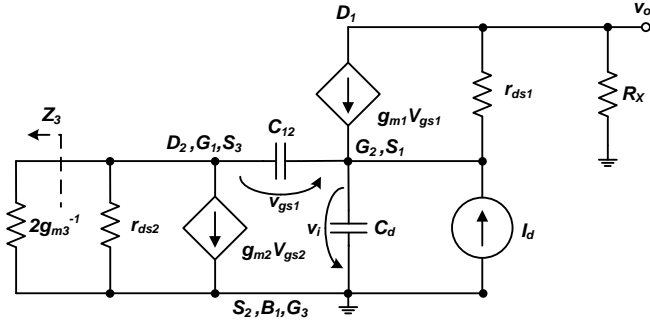 D1
vo
gm1Vgs1
rds1
RX
Z3
C12
D2,G1,S3
G2,S1
vgs1
2gm3-1
rds2
gm2Vgs2
vi
Cd
Id
S2,B1,G3